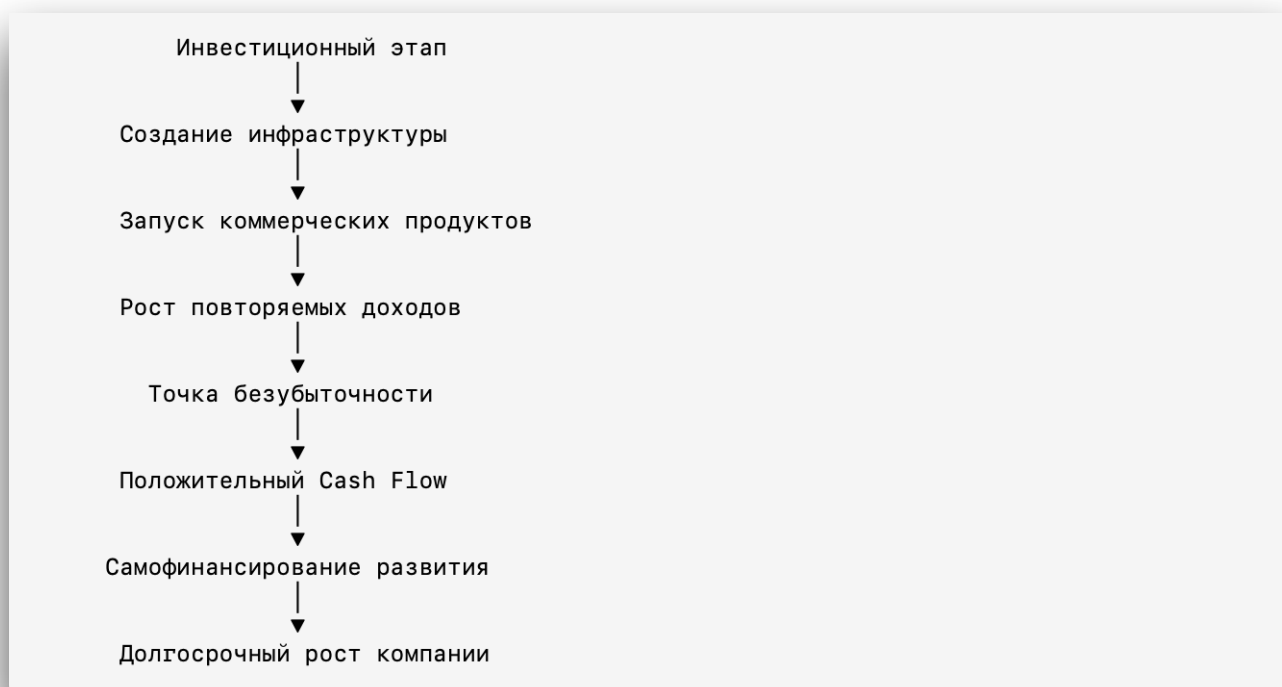 Инвестиционный этап
Создание инфраструктуры
Запуск коммерческих продуктов
Рост повторяемых доходов
Точка безубыточности
Положительный Cash Flow
Самофинансирование развития
Долгосрочный рост компании